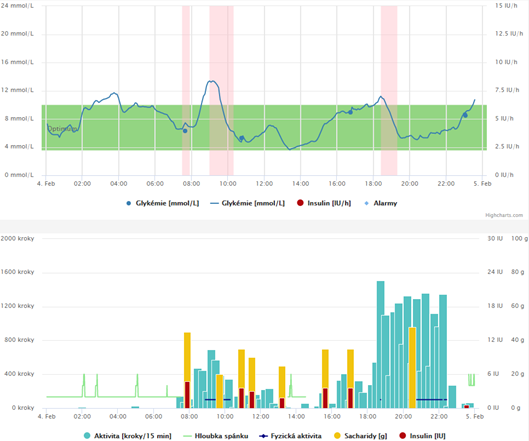 24 mmol/L 15 IU/h
20 mmol/L 12.5 IU/h
16 mmol/L 10 IU/h
12 mmol/L 7.5 IU/h
8 mmol/L 5 IU/h
4 mmol/L 2.5 IU/h
0 mmol/L 0 IU/h
4. Feb 02:00 04:00 06:00 08:00 10:00 12:00 14:00 16:00 18:00 20:00 22:00 5. Feb
Glykémie [mmol/L] Glykémie [mmol/L] Insulin [IU/h] Alarmy
Highcharts.com
2000 kroky 30 IU 100 g
1600 kroky 24 IU 80 g
1200 kroky 18 IU 60 g
800 kroky 12 IU 40 g
400 kroky 6 IU 20 g
0 kroky 0 IU 0 g
4. Feb 02:00 04:00 06:00 08:00 10:00 12:00 14:00 16:00 18:00 20:00 22:00 5. Feb
Aktivita [kroky/15 min] Hloubka spánku Fyzická aktivita Sacharidy [g] Insulin [IU]